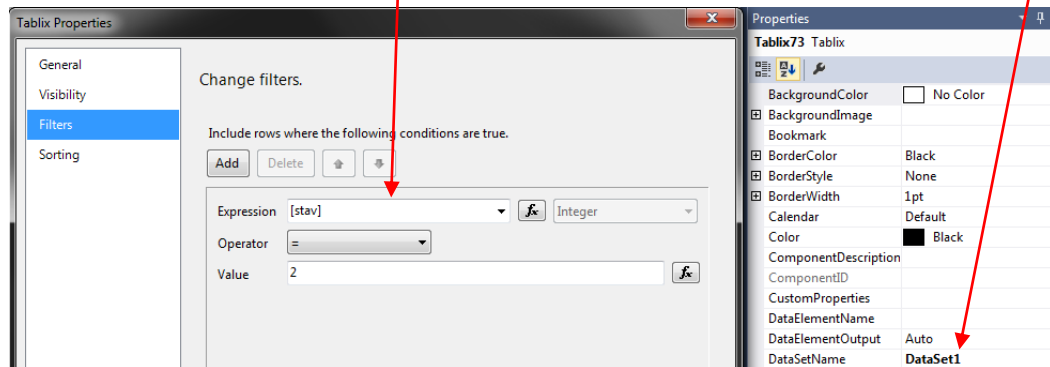 Tablix Properties
General
Visibility
Filters
Sorting
Change filters.
Include rows where the following conditions are true.
Add
Delete
Expression [stav] fx Integer
Operator =
Value 2 fx
Properties
Tablix73 Tablix
BackgroundColor No Color
BackgroundImage
Bookmark
BorderColor Black
BorderStyle None
BorderWidth 1pt
Calendar Default
Color Black
ComponentDescription
ComponentID
CustomProperties
DataElementName
DataElementOutput Auto
DataSetName DataSet1